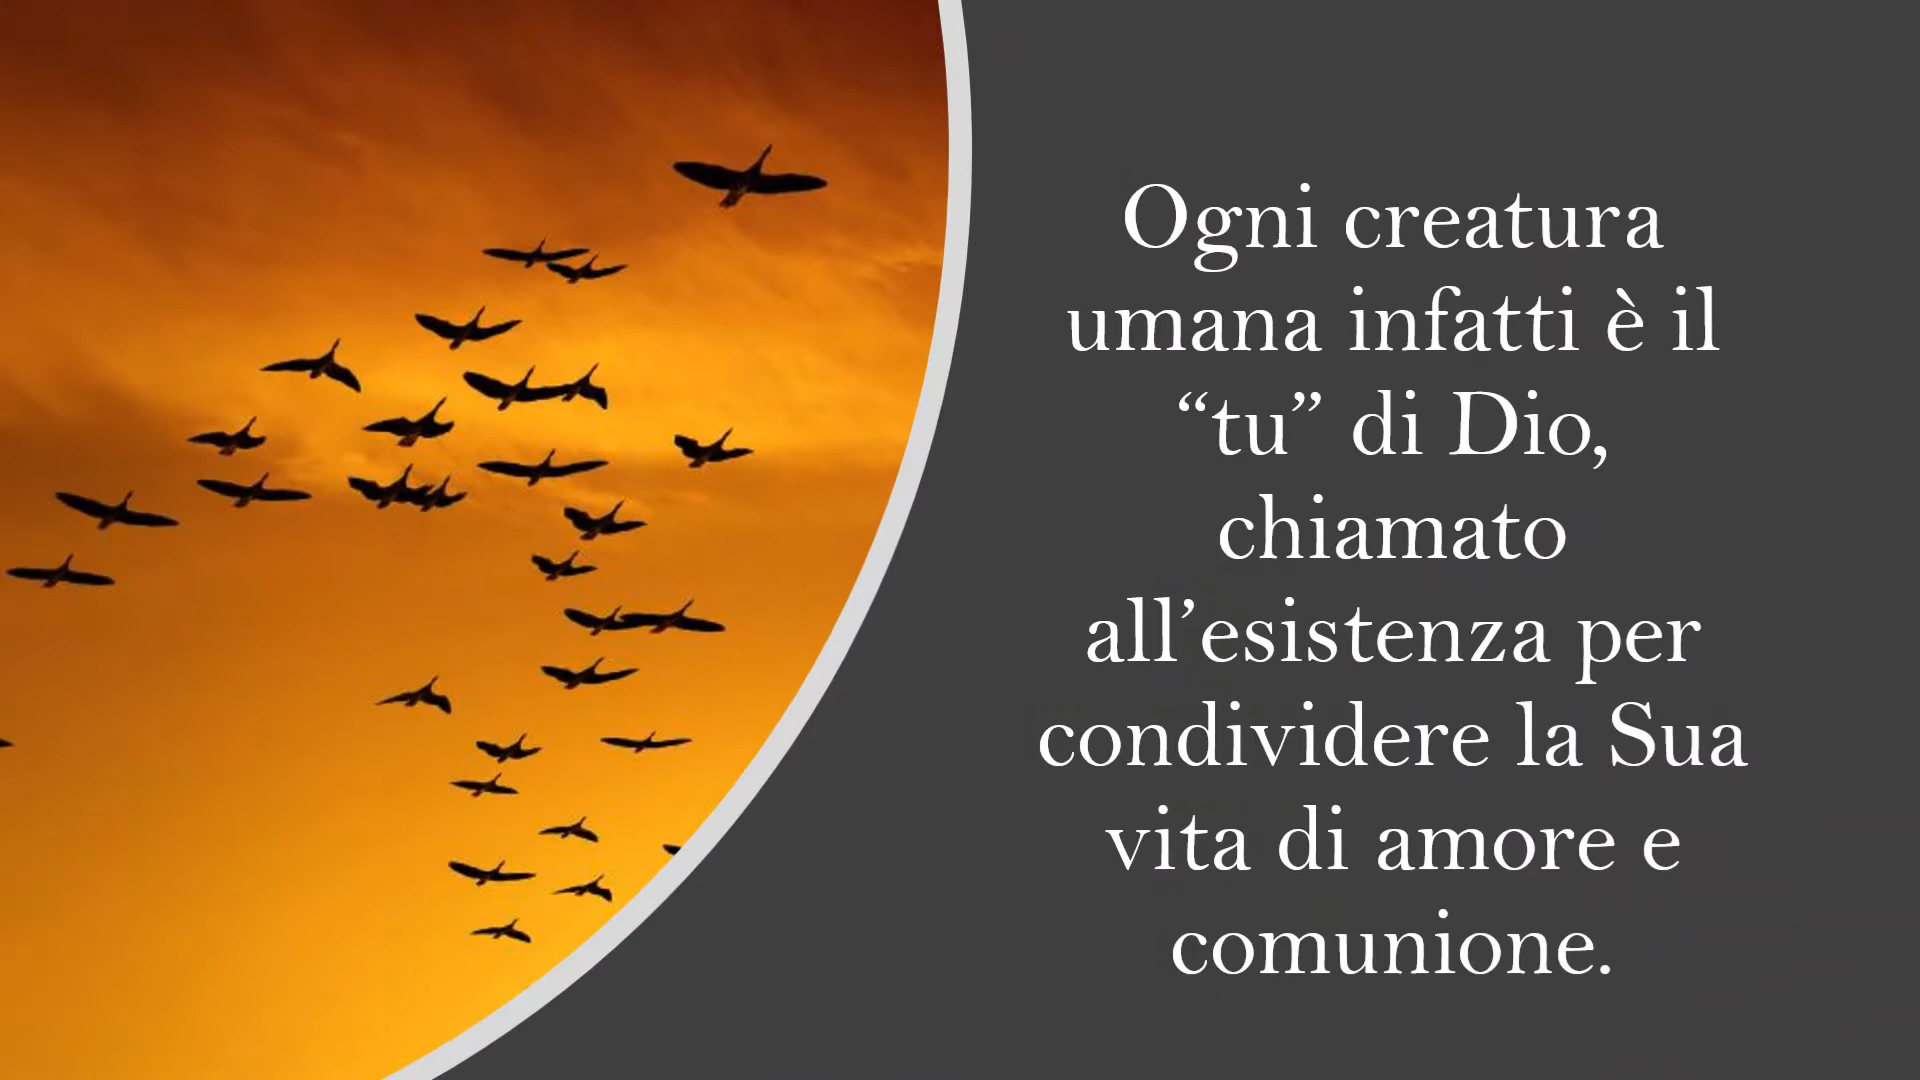 Ogni creatura
umana infatti è il
“tu” di Dio,
chiamato
all’esistenza per
condividere la Sua
vita di amore e
comunione.